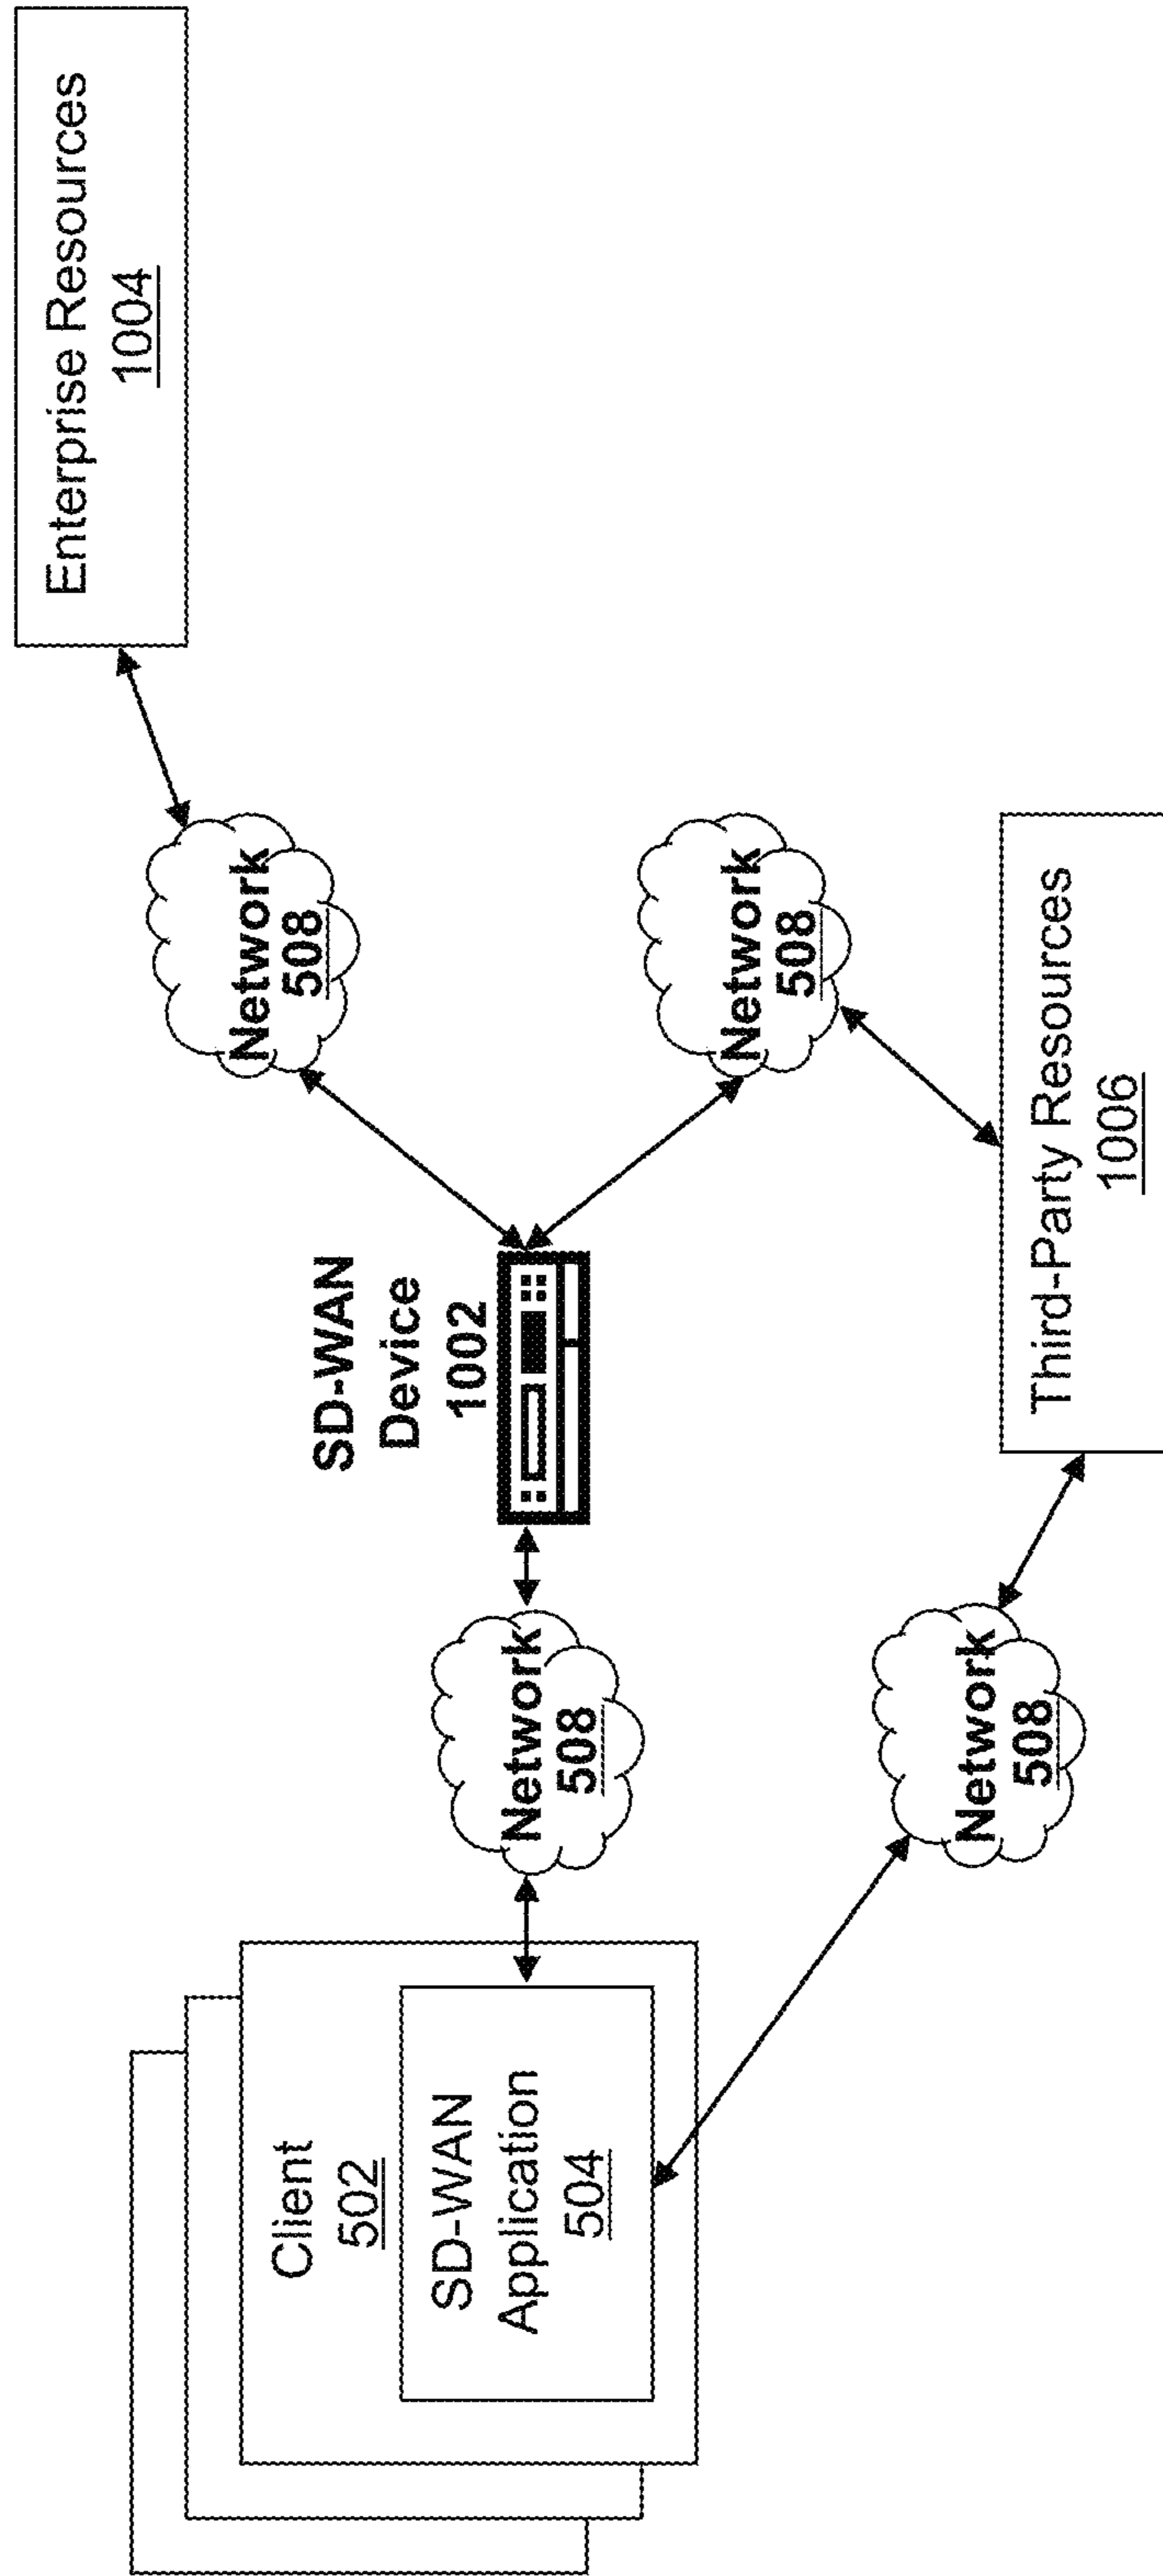 Client
502
SD-WAN
Application
504
Network
508
SD-WAN
Device
1002
Network
508
Enterprise Resources
1004
Network
508
Network
508
Third-Party Resources
1006